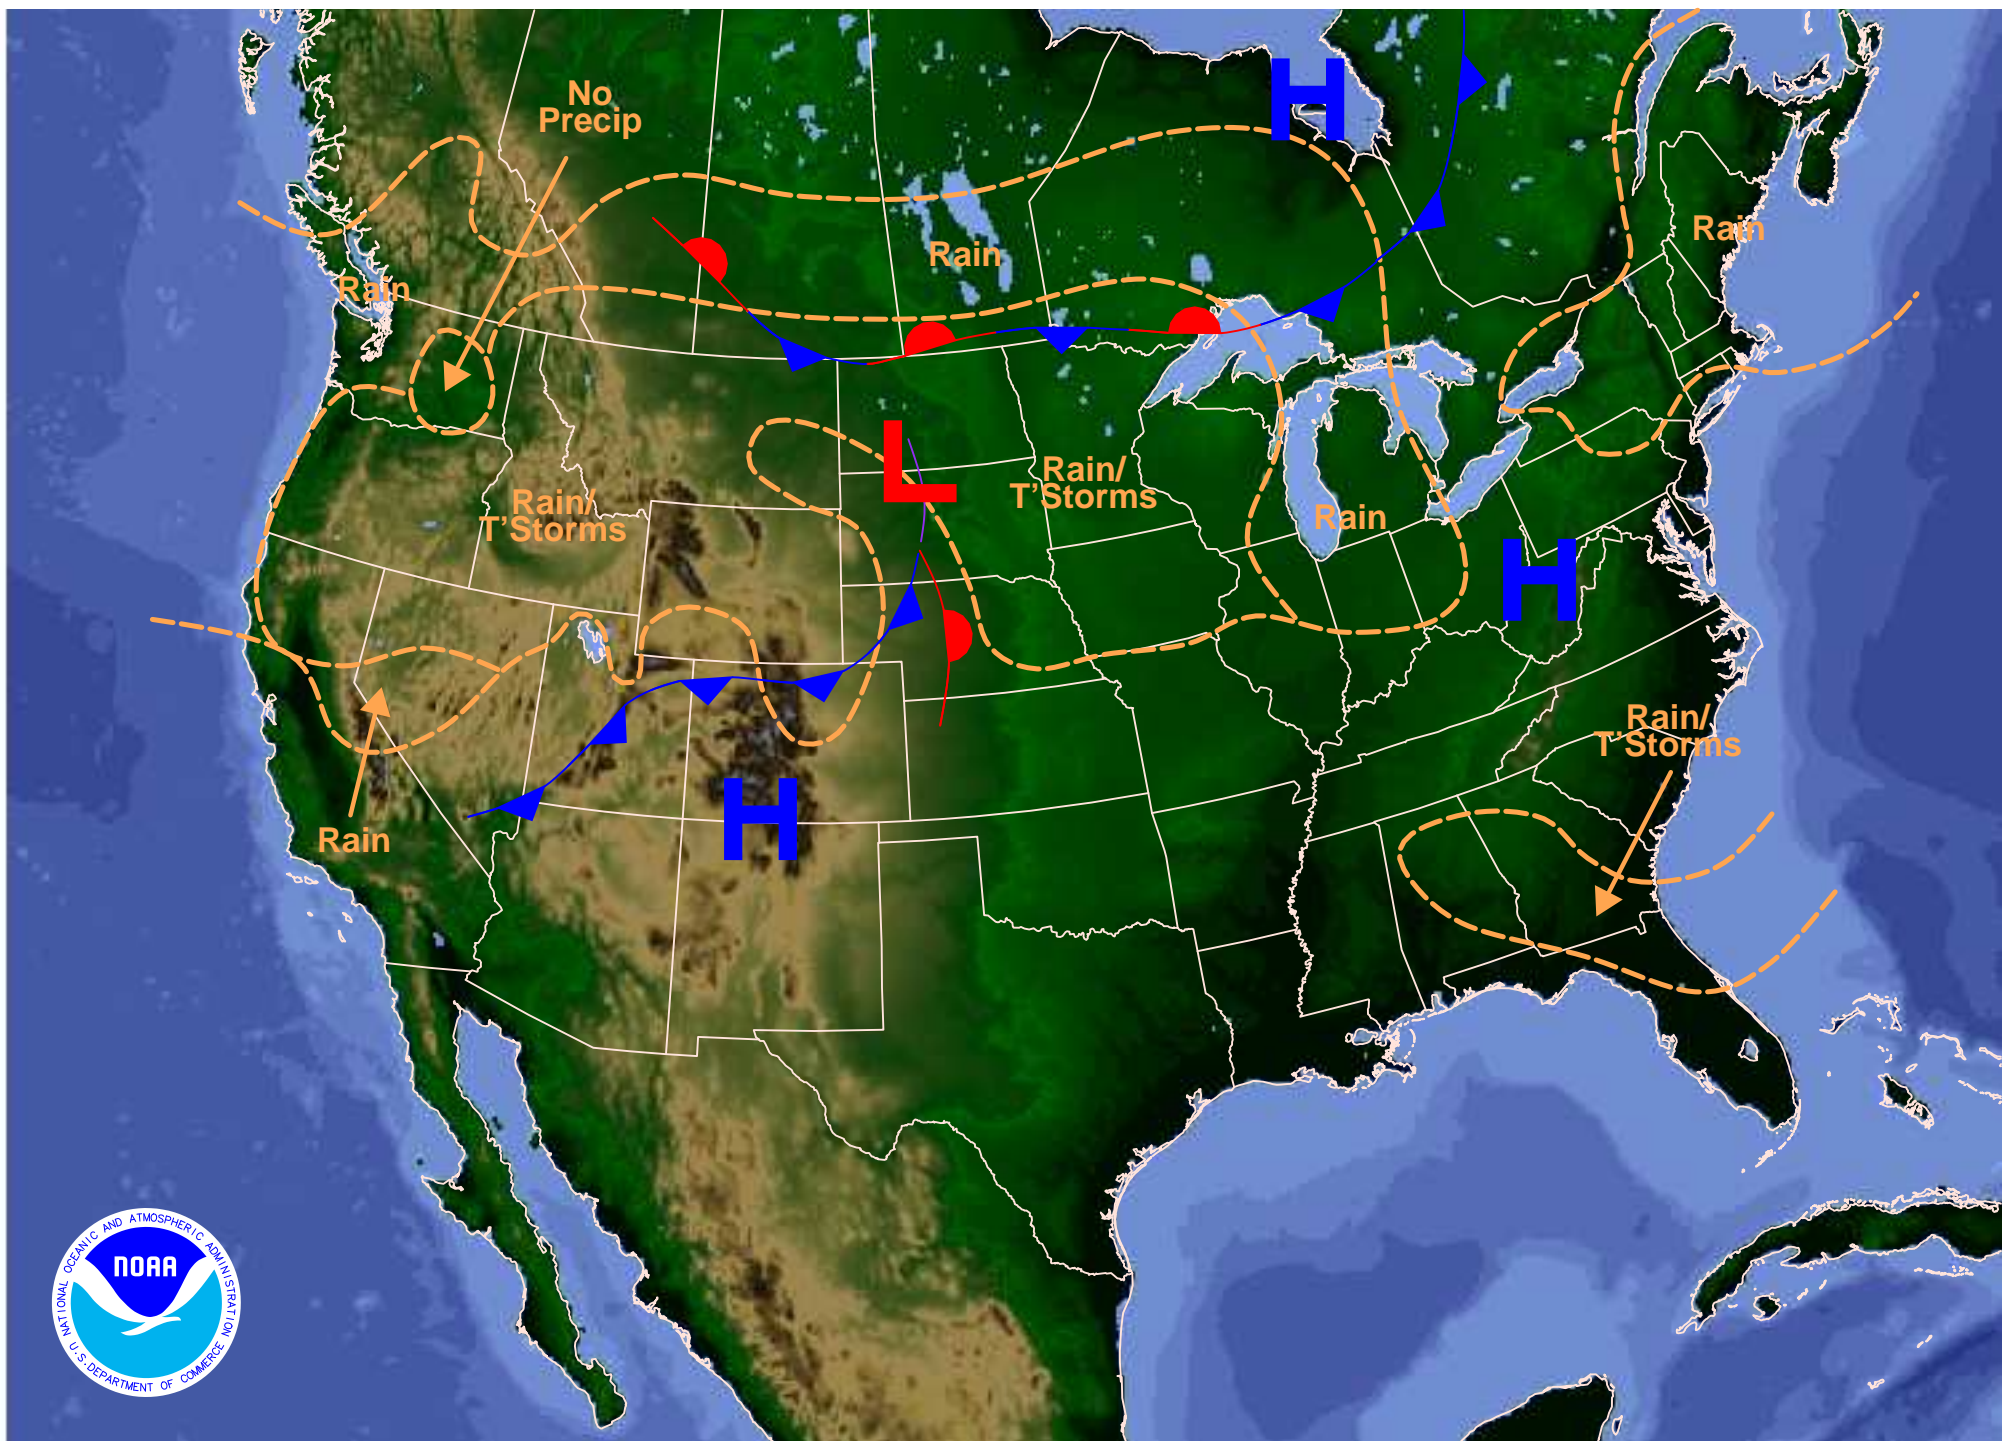 No
Precip
H
Rain
Rain
Rain
L
Rain/
T'Storms
Rain/
T'Storms
Rain
H
Rain/
T'Storms
H
Rain
NATIONAL OCEANIC AND ATMOSPHERIC ADMINISTRATION
NOAA
U.S. DEPARTMENT OF COMMERCE